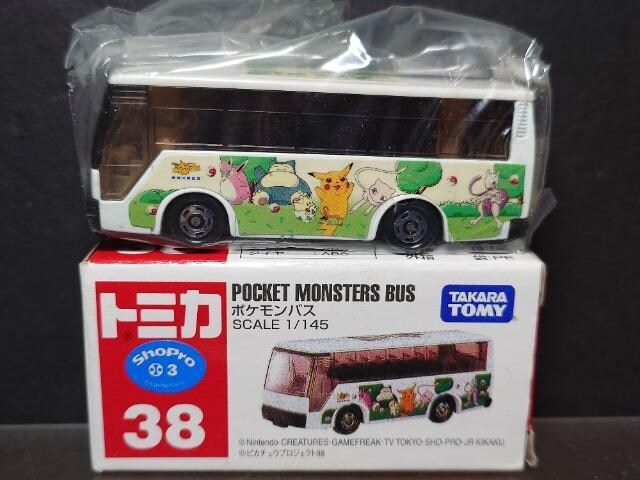 トミカ
POCKET MONSTERS BUS
ポケモンバス
SCALE 1/145
TAKARA
TOMY
ShoPro
3
38
©Nintendo･CREATURES･GAMEFREAK･TV TOKYO･SHO-PRO･JR KIKAKU
©ピカチュウプロジェクト98